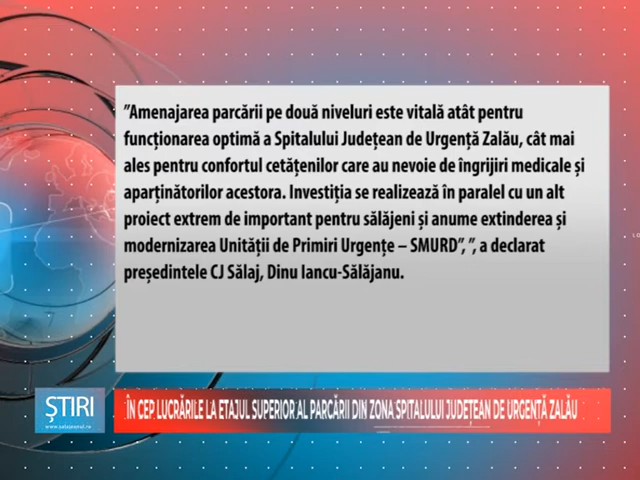 ”Amenajarea parcării pe două niveluri este vitală atât pentru
funcționarea optimă a Spitalului Județean de Urgență Zalău, cât mai
ales pentru confortul cetățenilor care au nevoie de îngrijiri medicale și
aparținătorilor acestora. Investiția se realizează în paralel cu un alt
proiect extrem de important pentru sălăjeni și anume extinderea și
modernizarea Unității de Primiri Urgențe – SMURD”, ”, a declarat
președintele CJ Sălaj, Dinu Iancu-Sălăjanu.
ȘTIRI
www.salajeanul.ro
ÎN CEP LUCRĂRILE LA ETAJUL SUPERIOR AL PARCĂRII DIN ZONA SPITALULUI JUDEȚEAN DE URGENȚĂ ZALĂU